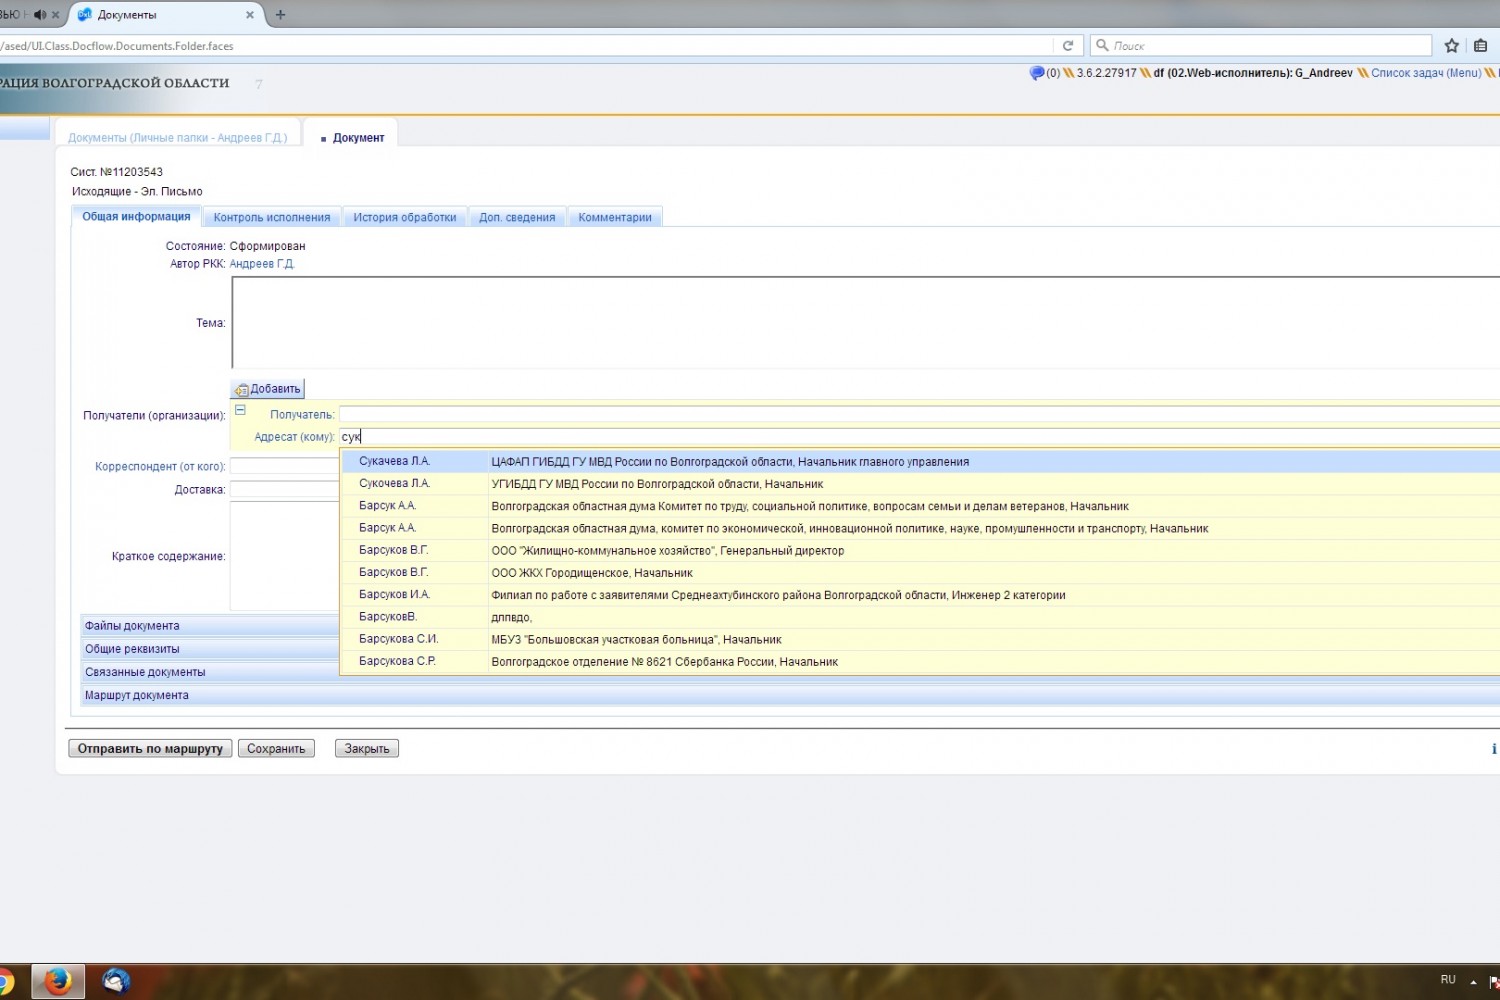 Документы
/ased/UI.Class.Docflow.Documents.Folder.faces
Поиск
РАЦИЯ ВОЛГОГРАДСКОЙ ОБЛАСТИ 7
(0) 3.6.2.27917 df (02.Web-исполнитель): G_Andreev Список задач (Menu)
Документы (Личные папки - Андреев Г.Д.) Документ
Сист. №11203543
Исходящие - Эл. Письмо
Общая информация Контроль исполнения История обработки Доп. сведения Комментарии
Состояние: Сформирован
Автор РКК: Андреев Г.Д.
Тема:
Добавить
Получатели (организации):
Получатель:
Адресат (кому): сук
Корреспондент (от кого):
Доставка:
Краткое содержание:
Сукачева Л.А. ЦАФАП ГИБДД ГУ МВД России по Волгоградской области, Начальник главного управления
Сукочева Л.А. УГИБДД ГУ МВД России по Волгоградской области, Начальник
Барсук А.А. Волгоградская областная дума Комитет по труду, социальной политике, вопросам семьи и делам ветеранов, Начальник
Барсук А.А. Волгоградская областная дума, комитет по экономической, инновационной политике, науке, промышленности и транспорту, Начальник
Барсуков В.Г. ООО "Жилищно-коммунальное хозяйство", Генеральный директор
Барсуков В.Г. ООО ЖКХ Городищенское, Начальник
Барсуков И.А. Филиал по работе с заявителями Среднеахтубинского района Волгоградской области, Инженер 2 категории
БарсуковВ. дппвдо,
Барсукова С.И. МБУЗ "Большовская участковая больница", Начальник
Барсукова С.Р. Волгоградское отделение № 8621 Сбербанка России, Начальник
Файлы документа
Общие реквизиты
Связанные документы
Маршрут документа
Отправить по маршруту Сохранить Закрыть
RU